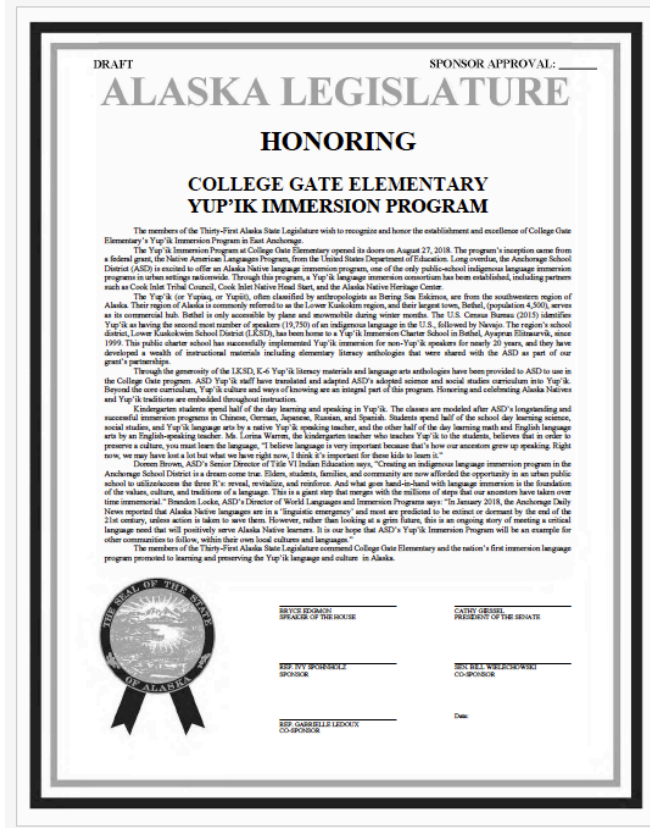 DRAFT SPONSOR APPROVAL: ______
ALASKA LEGISLATURE
HONORING
COLLEGE GATE ELEMENTARY
YUP'IK IMMERSION PROGRAM
The members of the Thirty-First Alaska State Legislature wish to recognize and honor the establishment and excellence of College Gate
Elementary's Yup'ik Immersion Program in East Anchorage.
The Yup'ik Immersion Program at College Gate Elementary opened its doors on August 27, 2018. The program's inception came from
a federal grant, the Native American Languages Program, from the United States Department of Education. Long overdue, the Anchorage School
District (ASD) is excited to offer an Alaska Native language immersion program, one of the only public-school indigenous language immersion
programs in urban settings nationwide. Through this program, a Yup'ik language immersion consortium has been established, including partners
such as Cook Inlet Tribal Council, Cook Inlet Native Head Start, and the Alaska Native Heritage Center.
The Yup'ik (or Yupiaq, or Yupiit), often classified by anthropologists as Bering Sea Eskimos, are from the southwestern region of
Alaska. Their region of Alaska is commonly referred to as the Lower Kuskokwim region, and their largest town, Bethel, (population 4,500), serves
as its commercial hub. Bethel is only accessible by plane and snowmobile during winter months. The U.S. Census Bureau (2015) identifies
Yup'ik as having the second most number of speakers (19,750) of an indigenous language in the U.S., followed by Navajo. The region's school
district, Lower Kuskokwim School District (LKSD), has been home to a Yup'ik Immersion Charter School in Bethel, Ayaprun Elitnaurvik, since
1999. This public charter school has successfully implemented Yup'ik immersion for non-Yup'ik speakers for nearly 20 years, and they have
developed a wealth of instructional materials including elementary literacy anthologies that were shared with the ASD as part of our
grant's partnerships.
Through the generosity of the LKSD, K-6 Yup'ik literacy materials and language arts anthologies have been provided to ASD to use in
the College Gate program. ASD Yup'ik staff have translated and adapted ASD's adopted science and social studies curriculum into Yup'ik.
Beyond the core curriculum, Yup'ik culture and ways of knowing are an integral part of this program. Honoring and celebrating Alaska Natives
and Yup'ik traditions are embedded throughout instruction.
Kindergarten students spend half of the day learning and speaking in Yup'ik. The classes are modeled after ASD's longstanding and
successful immersion programs in Chinese, German, Japanese, Russian, and Spanish. Students spend half of the school day learning science,
social studies, and Yup'ik language arts by a native Yup'ik speaking teacher, and the other half of the day learning math and English language
arts by an English-speaking teacher. Ms. Lorina Warren, the kindergarten teacher who teaches Yup'ik to the students, believes that in order to
preserve a culture, you must learn the language, "I believe language is very important because that's how our ancestors grew up speaking. Right
now, we may have lost a lot but what we have right now, I think it's important for these kids to learn it."
Doreen Brown, ASD's Senior Director of Title VI Indian Education says, "Creating an indigenous language immersion program in the
Anchorage School District is a dream come true. Elders, students, families, and community are now afforded the opportunity in an urban public
school to utilize/access the three R's: reveal, revitalize, and reinforce. And what goes hand-in-hand with language immersion is the foundation
of the values, culture, and traditions of a language. This is a giant step that merges with the millions of steps that our ancestors have taken over
time immemorial." Brandon Locke, ASD's Director of World Languages and Immersion Programs says: "In January 2018, the Anchorage Daily
News reported that Alaska Native languages are in a 'linguistic emergency' and most are predicted to be extinct or dormant by the end of the
21st century, unless action is taken to save them. However, rather than looking at a grim future, this is an ongoing story of meeting a critical
language need that will positively serve Alaska Native learners. It is our hope that ASD's Yup'ik Immersion Program will be an example for
other communities to follow, within their own local cultures and languages."
The members of the Thirty-First Alaska State Legislature commend College Gate Elementary and the nation's first immersion language
program promoted to learning and preserving the Yup'ik language and culture in Alaska.
THE SEAL OF THE STATE OF ALASKA
BRYCE EDGMON CATHY GIESSEL
SPEAKER OF THE HOUSE PRESIDENT OF THE SENATE
REP. IVY SPOHNHOLZ SEN. BILL WIELECHOWSKI
SPONSOR CO-SPONSOR
REP. GABRIELLE LEDOUX Date:
CO-SPONSOR